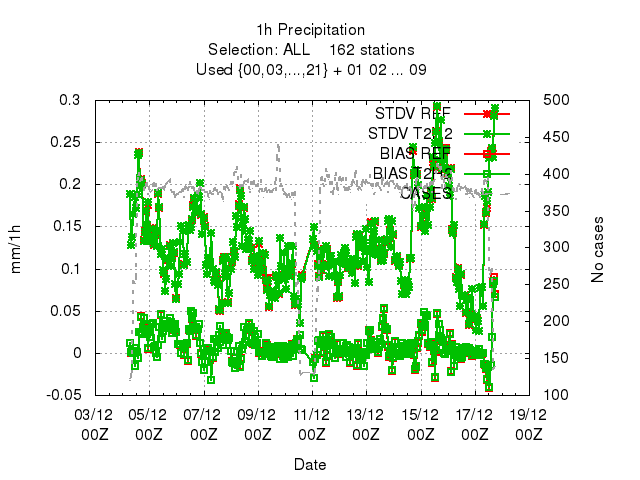 1h Precipitation
Selection: ALL 162 stations
Used {00,03,...,21} + 01 02 ... 09
0.3
0.25
0.2
0.15
0.1
0.05
0
-0.05
mm/1h
STDV REF
BIAS REF
CASES
500
450
400
350
300
250
200
150
100
No cases
03/12 05/12 07/12 09/12 11/12 13/12 15/12 17/12 19/12
00Z 00Z 00Z 00Z 00Z 00Z 00Z 00Z 00Z
Date